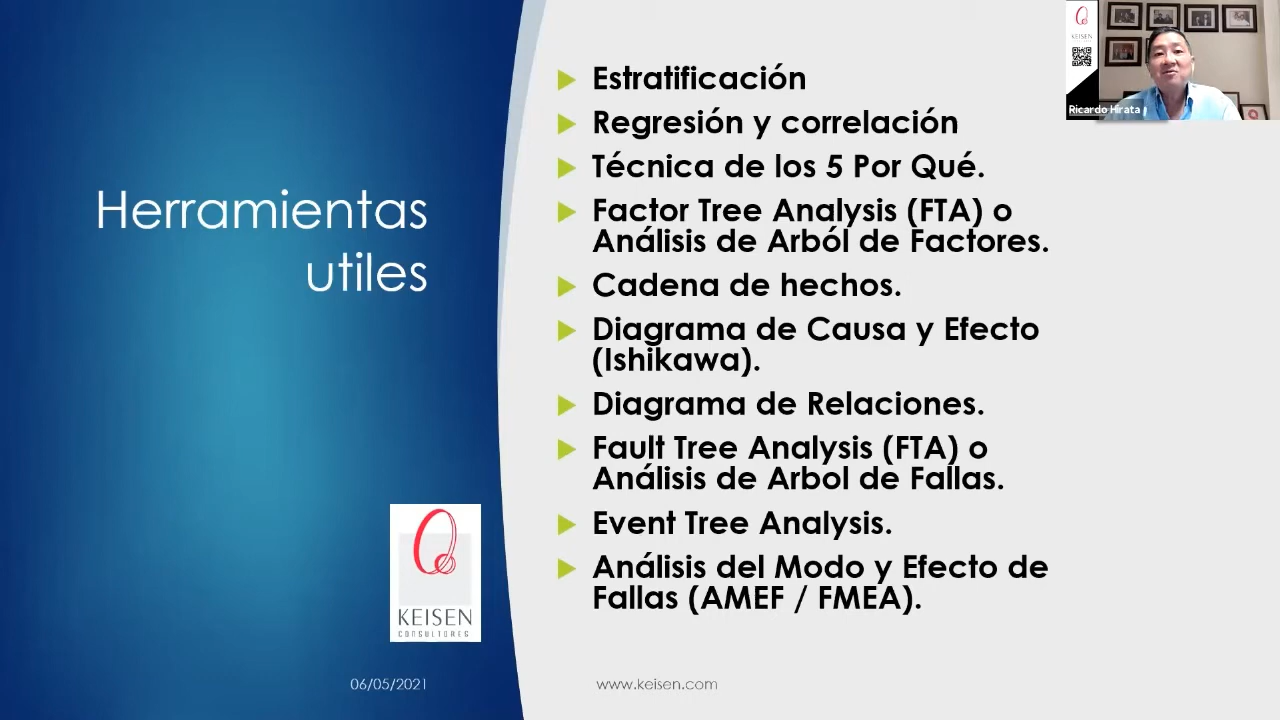 Herramientas
utiles
Estratificación
Regresión y correlación
Técnica de los 5 Por Qué.
Factor Tree Analysis (FTA) o
Análisis de Arból de Factores.
Cadena de hechos.
Diagrama de Causa y Efecto
(Ishikawa).
Diagrama de Relaciones.
Fault Tree Analysis (FTA) o
Análisis de Arbol de Fallas.
Event Tree Analysis.
Análisis del Modo y Efecto de
Fallas (AMEF / FMEA).
KEISEN
CONSULTORES
06/05/2021
www.keisen.com
KEISEN
Ricardo Hirata